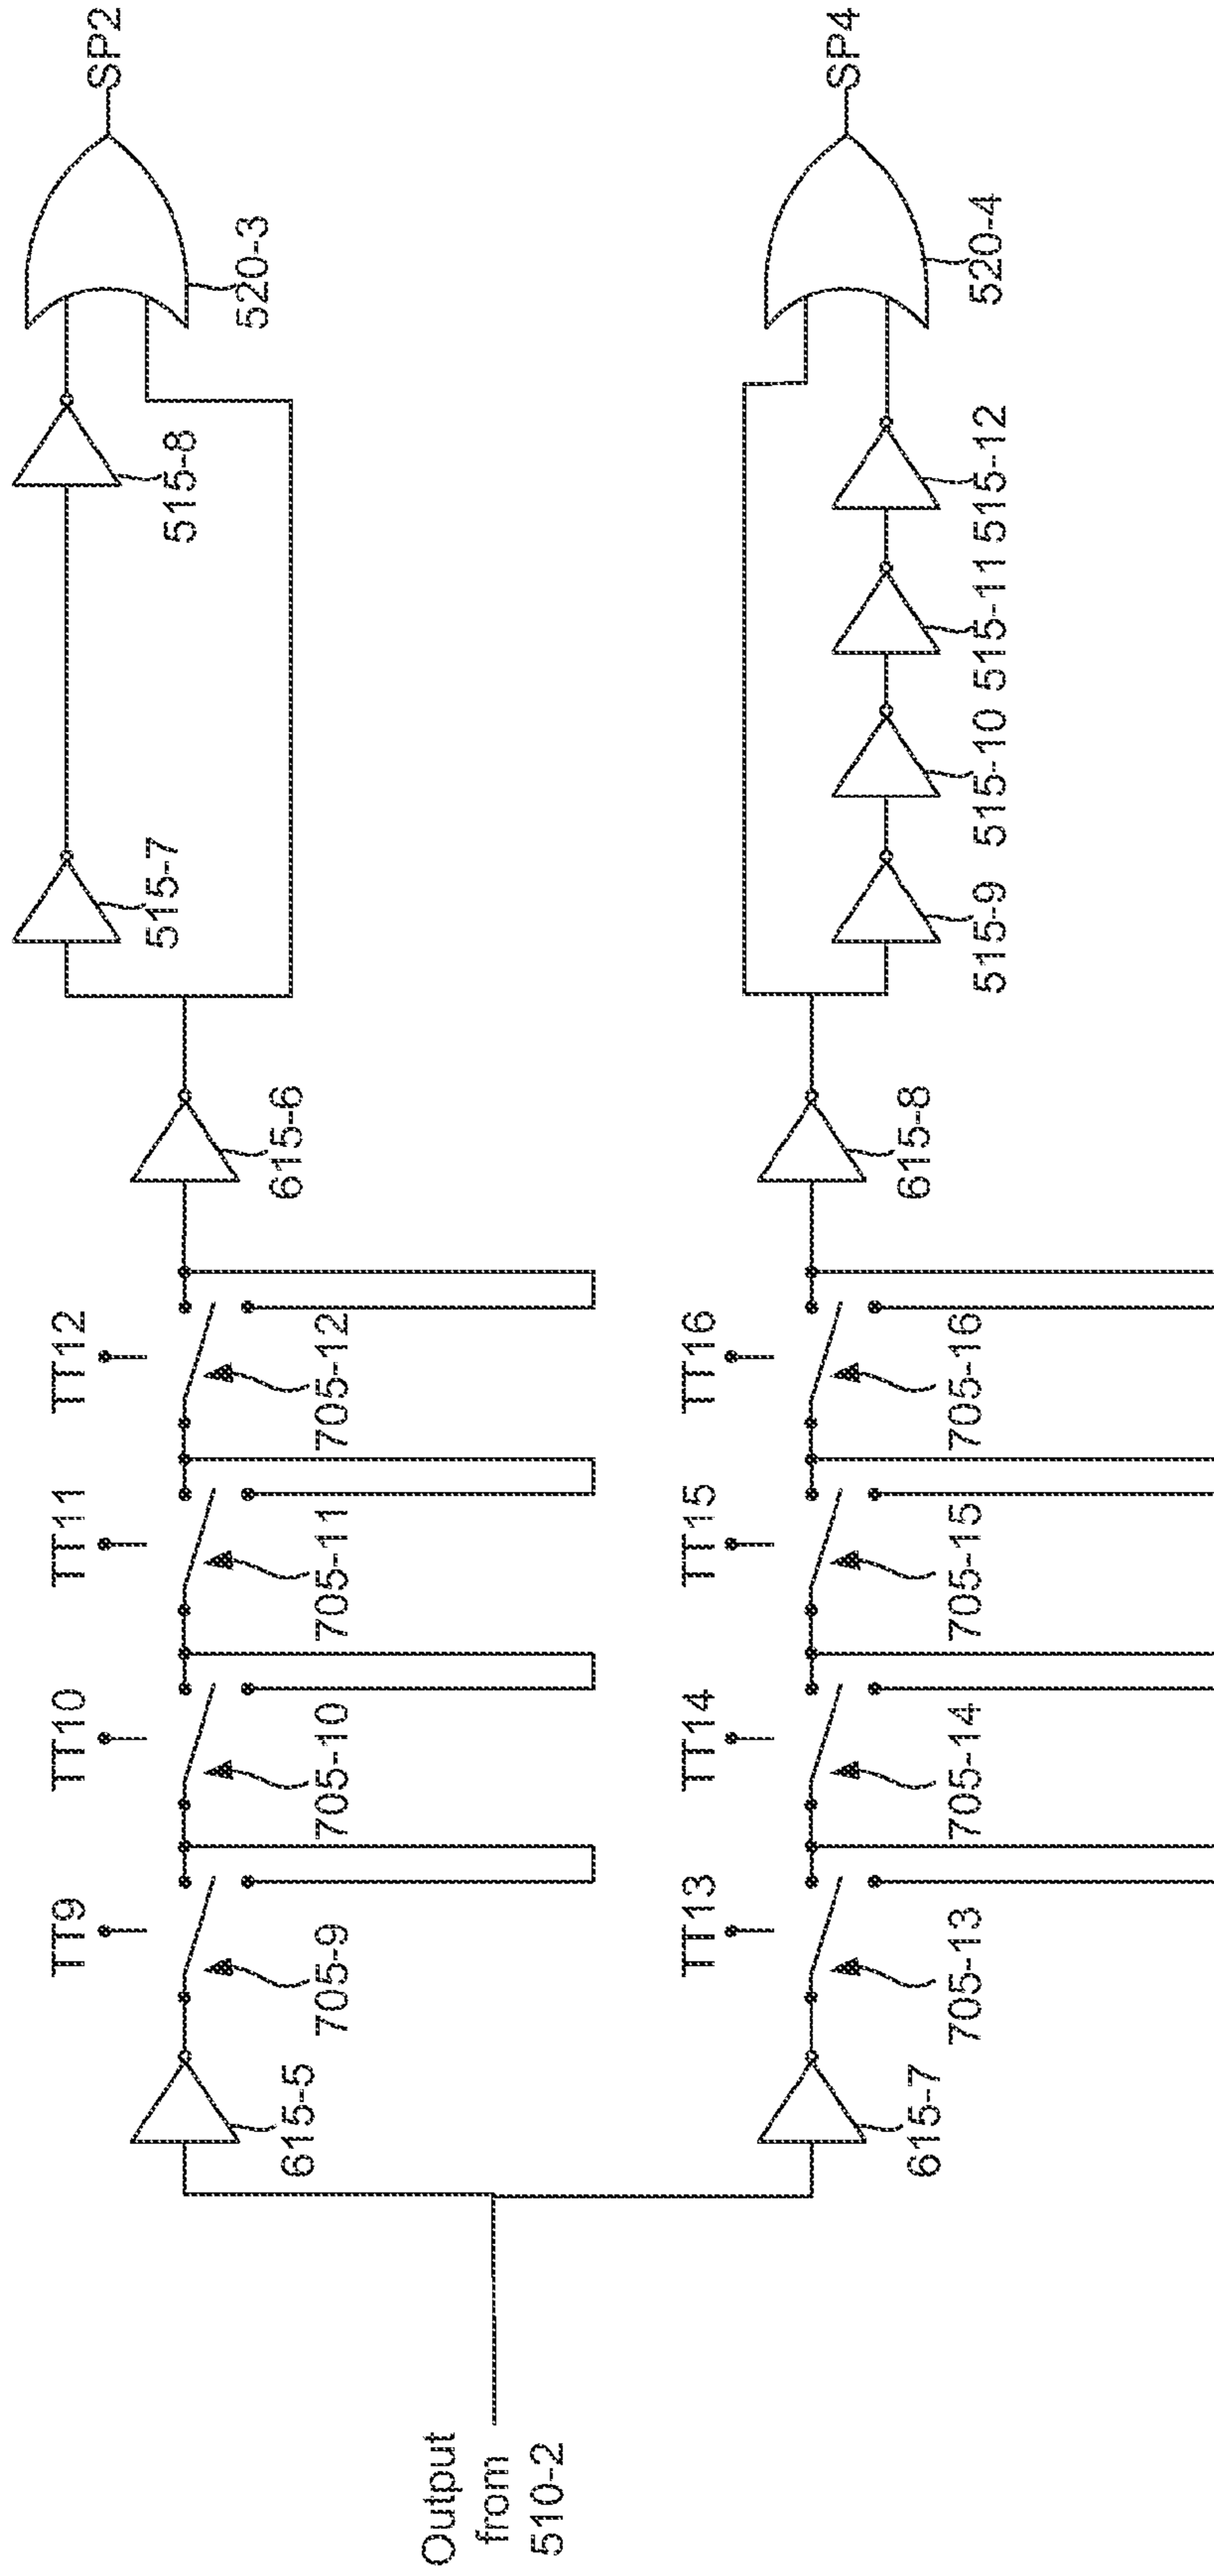 Output
from
510-2
615-5
TT9
705-9
TT10
705-10
TT11
705-11
TT12
705-12
615-6
515-7
515-8
520-3
SP2
615-7
TT13
705-13
TT14
705-14
TT15
705-15
TT16
705-16
615-8
515-9
515-10
515-11
515-12
520-4
SP4